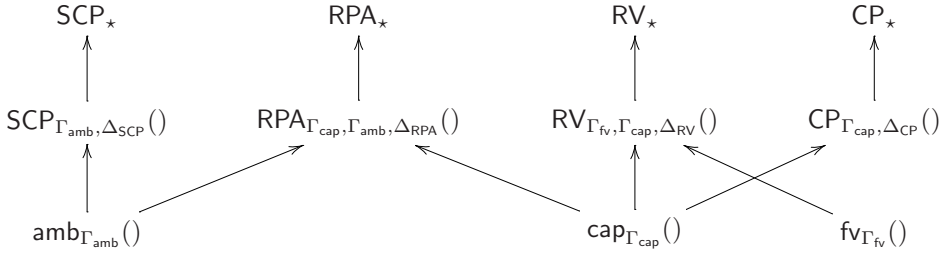 SCP⋆ RPA⋆ RV⋆ CP⋆
SCP_{Γ_amb,Δ_SCP}() RPA_{Γ_cap,Γ_amb,Δ_RPA}() RV_{Γ_fv,Γ_cap,Δ_RV}() CP_{Γ_cap,Δ_CP}()
amb_{Γ_amb}() cap_{Γ_cap}() fv_{Γ_fv}()